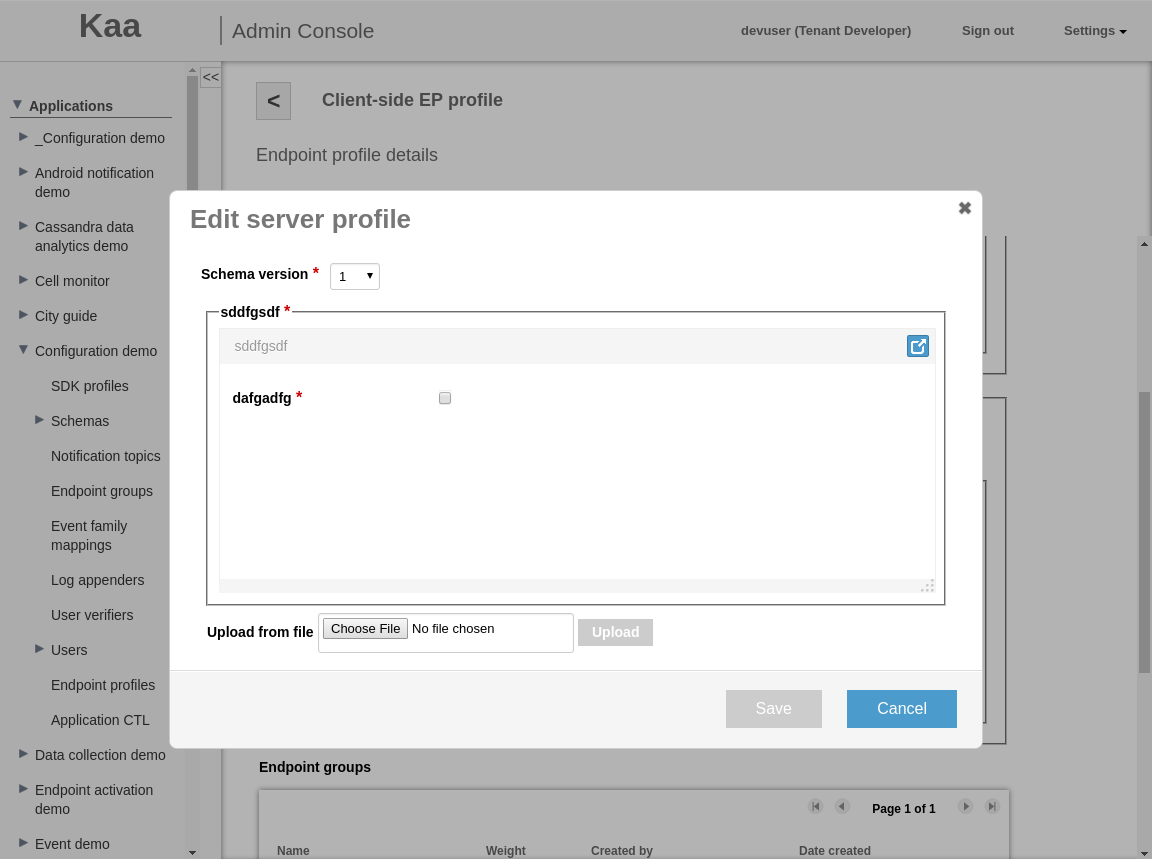 Kaa
Admin Console
devuser (Tenant Developer)
Sign out
Settings
<<
Applications
_Configuration demo
Android notification
demo
Cassandra data
analytics demo
Cell monitor
City guide
Configuration demo
SDK profiles
Schemas
Notification topics
Endpoint groups
Event family
mappings
Log appenders
User verifiers
Users
Endpoint profiles
Application CTL
Data collection demo
Endpoint activation
demo
Event demo
<
Client-side EP profile
Endpoint profile details
Edit server profile
Schema version *
1
sddfgsdf *
sddfgsdf
dafgadfg *
Upload from file
Choose File
No file chosen
Upload
Save
Cancel
Endpoint groups
Page 1 of 1
Name
Weight
Created by
Date created